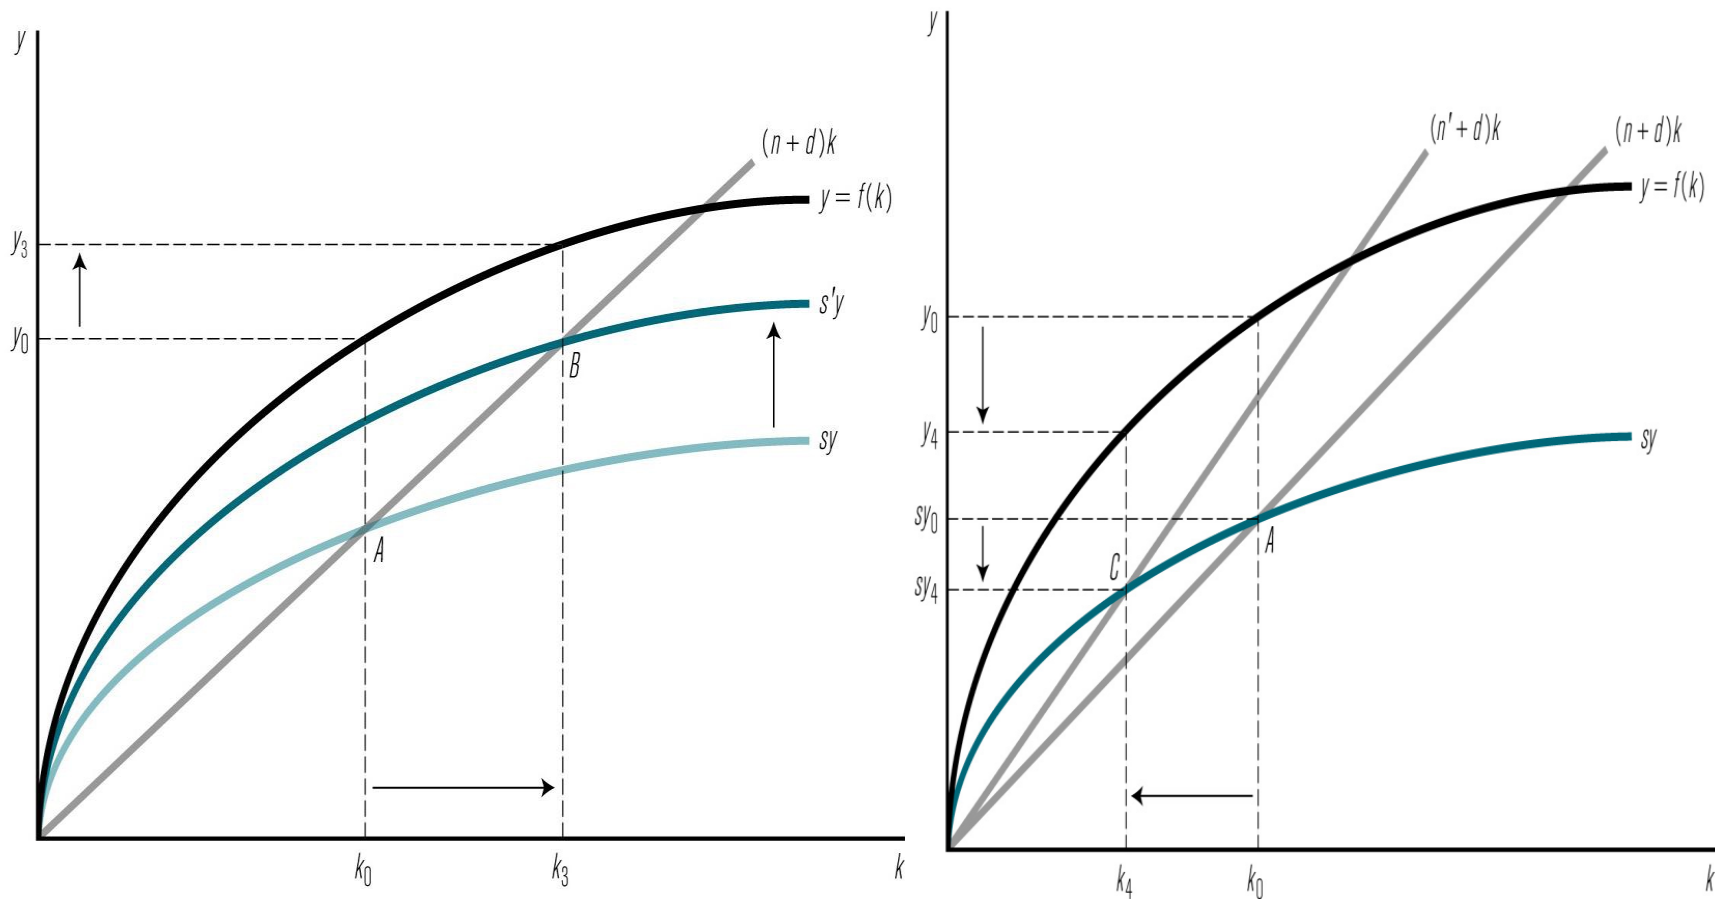 y
(n + d)k
y = f(k)
y₃
s'y
y₀
B
sy
A
k₀
k₃
k
y
(n' + d)k
(n + d)k
y = f(k)
y₀
y₄
sy
sy₀
A
C
sy₄
k₄
k₀
k